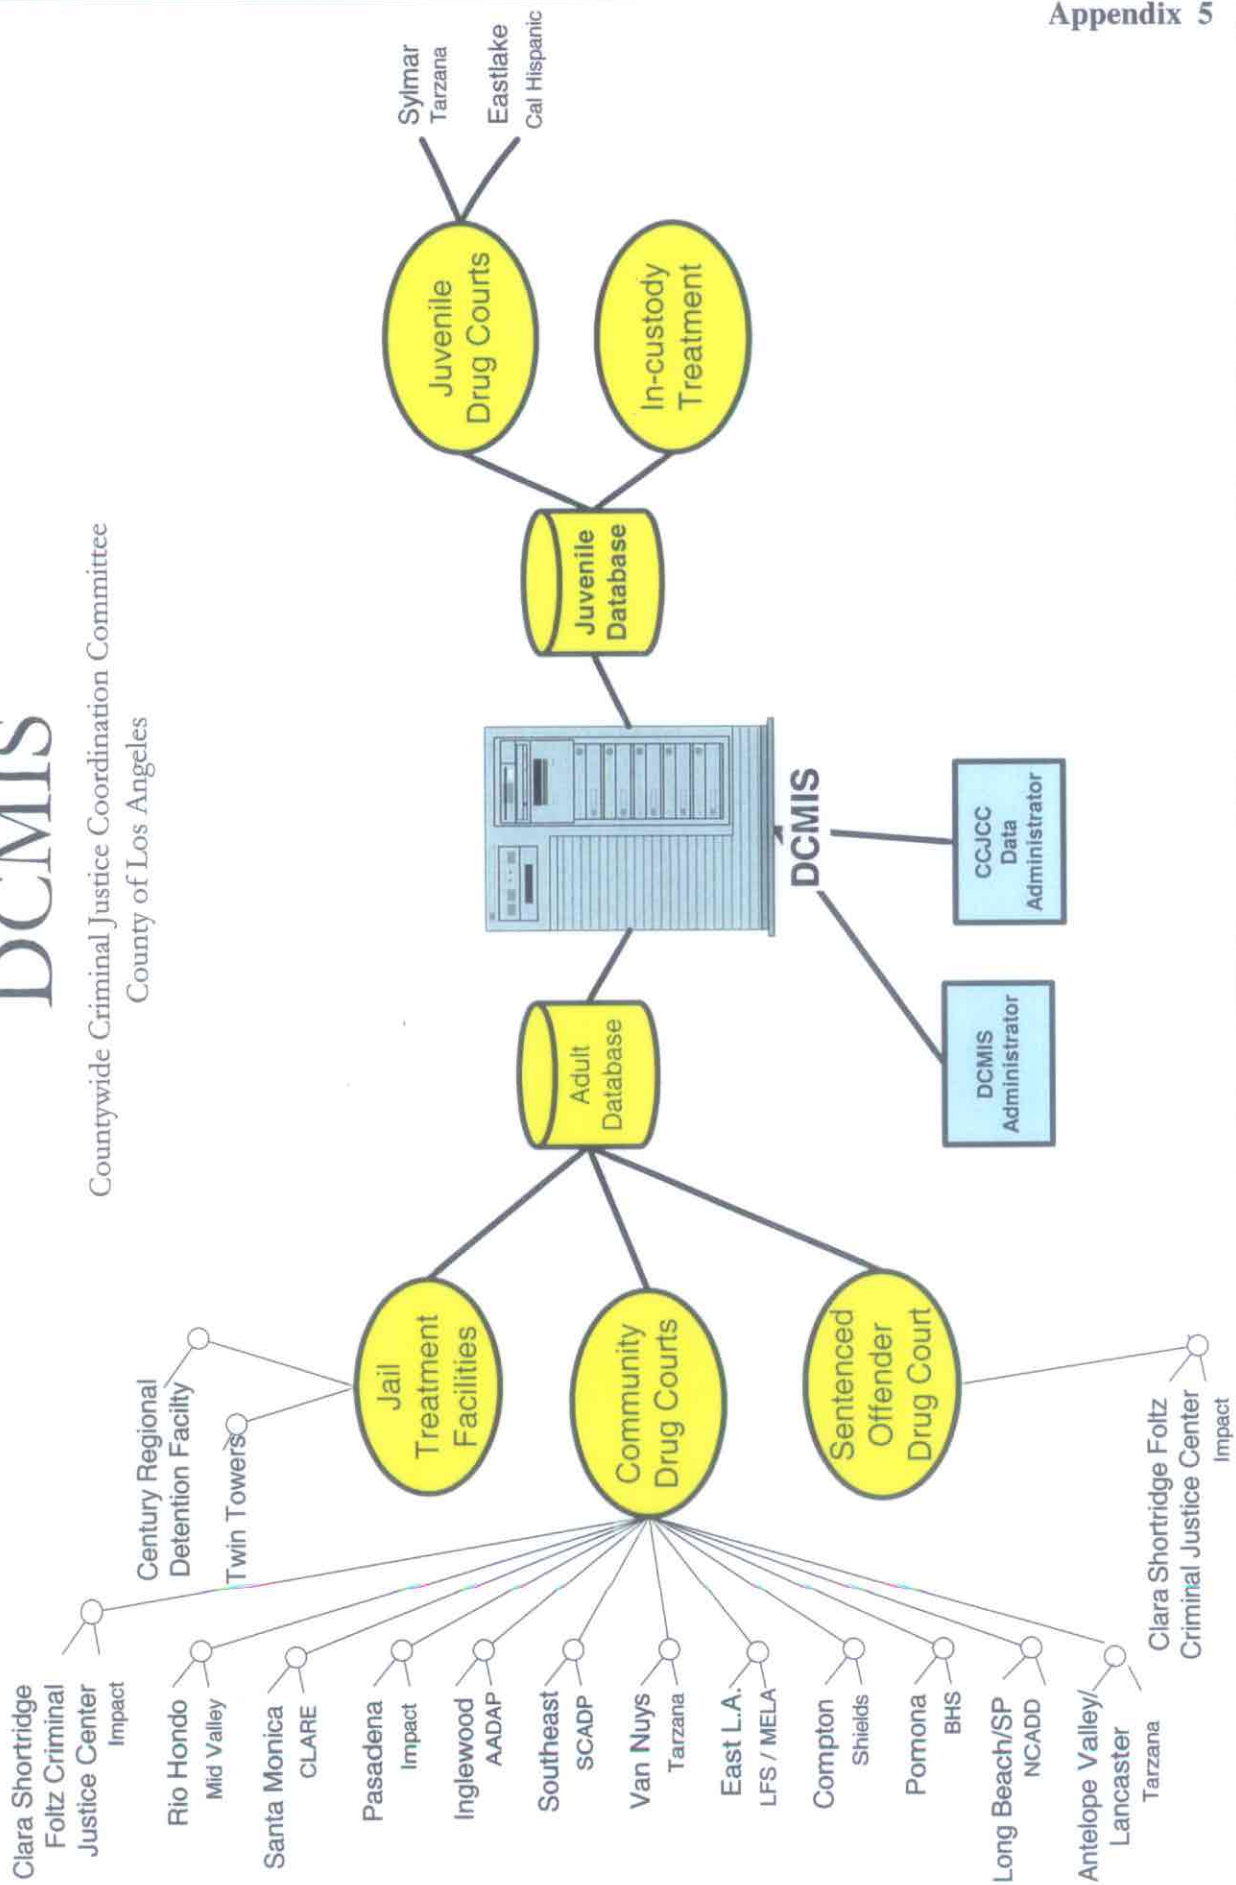 Appendix 5
DCMIS
Countywide Criminal Justice Coordination Committee
County of Los Angeles
Clara Shortridge
Foltz Criminal
Justice Center
Impact
Rio Hondo
Mid Valley
Santa Monica
CLARE
Pasadena
Impact
Inglewood
AADAP
Southeast
SCADP
Van Nuys
Tarzana
East L.A.
LFS / MELA
Compton
Shields
Pomona
BHS
Long Beach/SP
NCADD
Antelope Valley/
Lancaster
Tarzana
Century Regional
Detention Facilty
Twin Towers
Clara Shortridge Foltz
Criminal Justice Center
Impact
Jail
Treatment
Facilities
Community
Drug Courts
Sentenced
Offender
Drug Court
Adult
Database
DCMIS
DCMIS
Administrator
CCJCC
Data
Administrator
Juvenile
Database
Juvenile
Drug Courts
In-custody
Treatment
Sylmar
Tarzana
Eastlake
Cal Hispanic